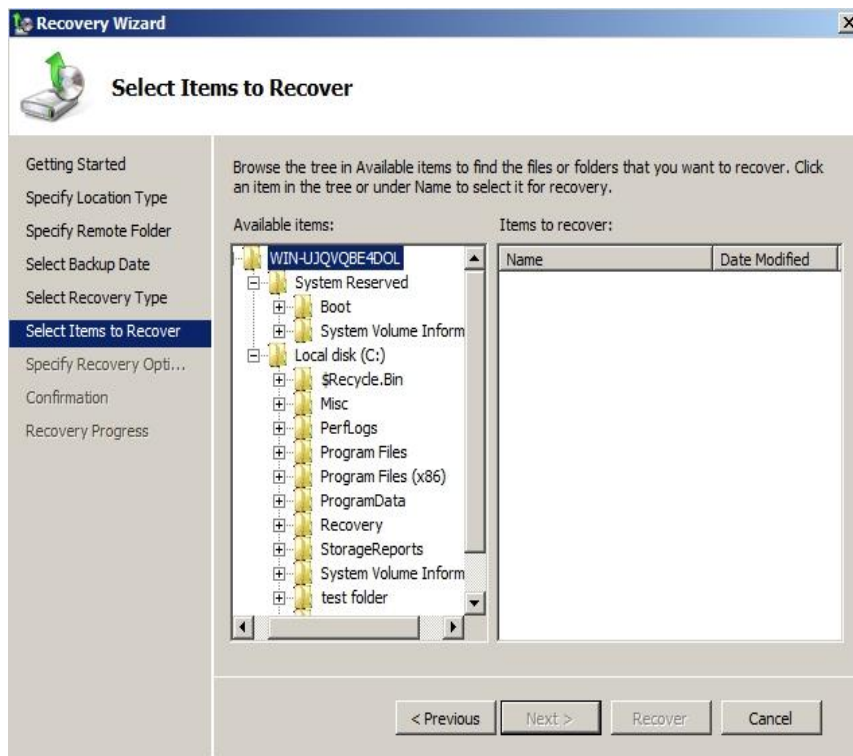 Recovery Wizard
Select Items to Recover
Getting Started
Specify Location Type
Specify Remote Folder
Select Backup Date
Select Recovery Type
Select Items to Recover
Specify Recovery Opti...
Confirmation
Recovery Progress
Browse the tree in Available items to find the files or folders that you want to recover. Click
an item in the tree or under Name to select it for recovery.
Available items:
WIN-UJQVQBE4DOL
System Reserved
Boot
System Volume Inform
Local disk (C:)
$Recycle.Bin
Misc
PerfLogs
Program Files
Program Files (x86)
ProgramData
Recovery
StorageReports
System Volume Inform
test folder
Items to recover:
Name Date Modified
< Previous Next > Recover Cancel